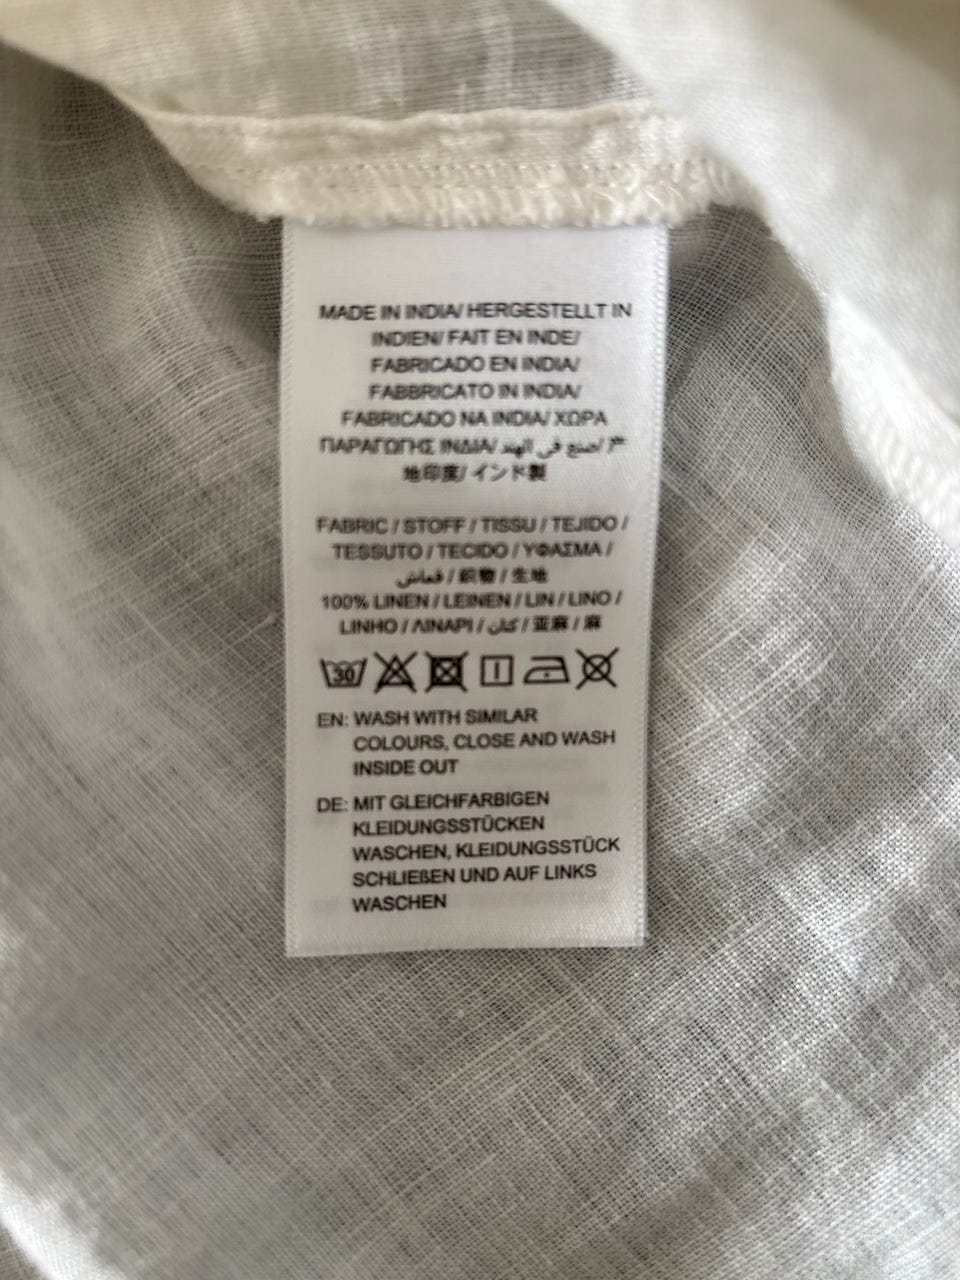 MADE IN INDIA/ HERGESTELLT IN
INDIEN/ FAIT EN INDE/
FABRICADO EN INDIA/
FABBRICATO IN INDIA/
FABRICADO NA INDIA/ ΧΩΡΑ
ΠΑΡΑΓΩΓΗΣ ΙΝΔΙΑ/ صنع في الهند/ 产
地印度/ インド製
FABRIC / STOFF / TISSU / TEJIDO /
TESSUTO / TECIDO / ΥΦΑΣΜΑ /
قماش / 織物 / 生地
100% LINEN / LEINEN / LIN / LINO /
LINHO / ΛΙΝΑΡΙ / كتان / 亚麻 / 麻
30
EN: WASH WITH SIMILAR
COLOURS, CLOSE AND WASH
INSIDE OUT
DE: MIT GLEICHFARBIGEN
KLEIDUNGSSTÜCKEN
WASCHEN, KLEIDUNGSSTÜCK
SCHLIEßEN UND AUF LINKS
WASCHEN